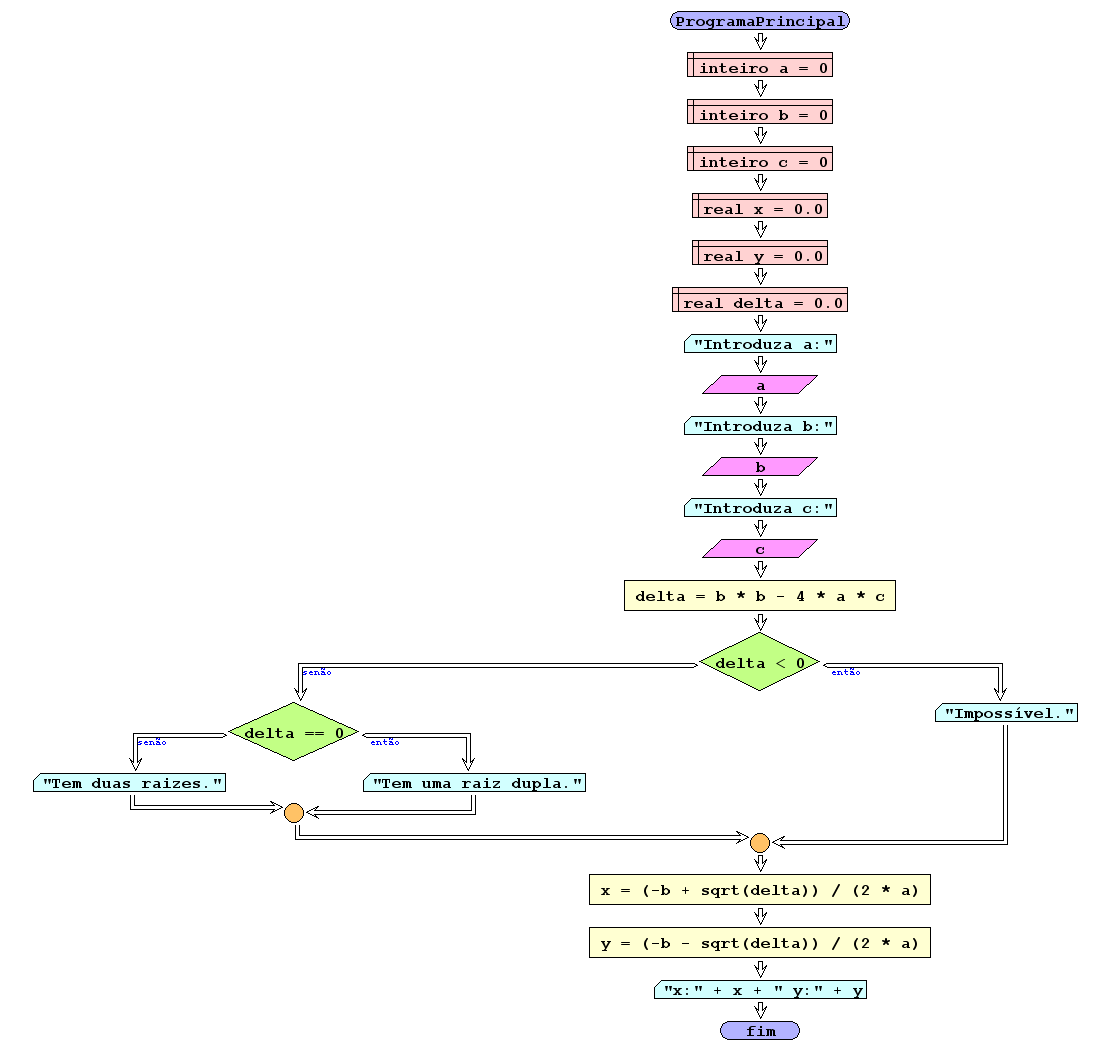 ProgramaPrincipal
inteiro a = 0
inteiro b = 0
inteiro c = 0
real x = 0.0
real y = 0.0
real delta = 0.0
"Introduza a:"
a
"Introduza b:"
b
"Introduza c:"
c
delta = b * b - 4 * a * c
delta < 0
senão
então
"Impossível."
delta == 0
senão
então
"Tem duas raizes."
"Tem uma raiz dupla."
x = (-b + sqrt(delta)) / (2 * a)
y = (-b - sqrt(delta)) / (2 * a)
"x:" + x + " y:" + y
fim